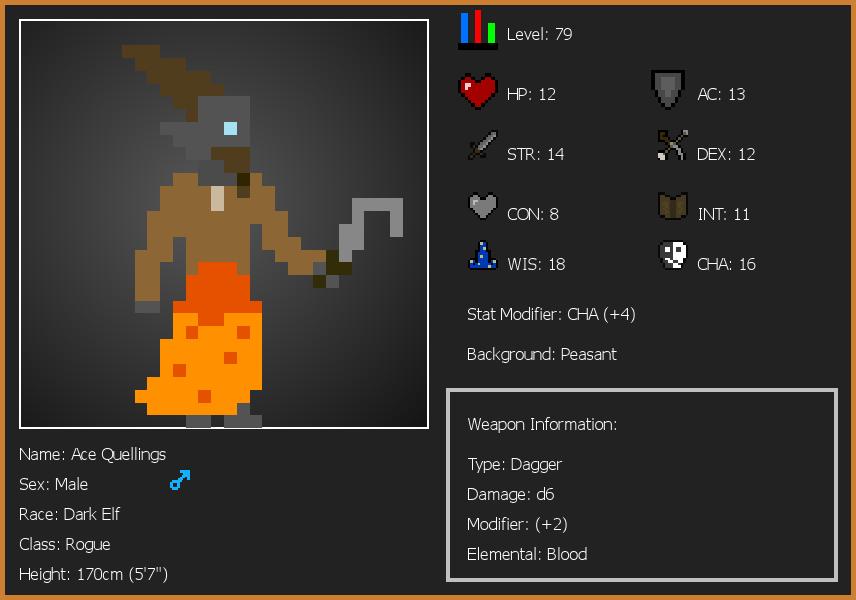 Level: 79
HP: 12
AC: 13
STR: 14
DEX: 12
CON: 8
INT: 11
WIS: 18
CHA: 16
Stat Modifier: CHA (+4)
Background: Peasant
Weapon Information:
Type: Dagger
Damage: d6
Modifier: (+2)
Elemental: Blood
Name: Ace Quellings
Sex: Male
Race: Dark Elf
Class: Rogue
Height: 170cm (5'7")